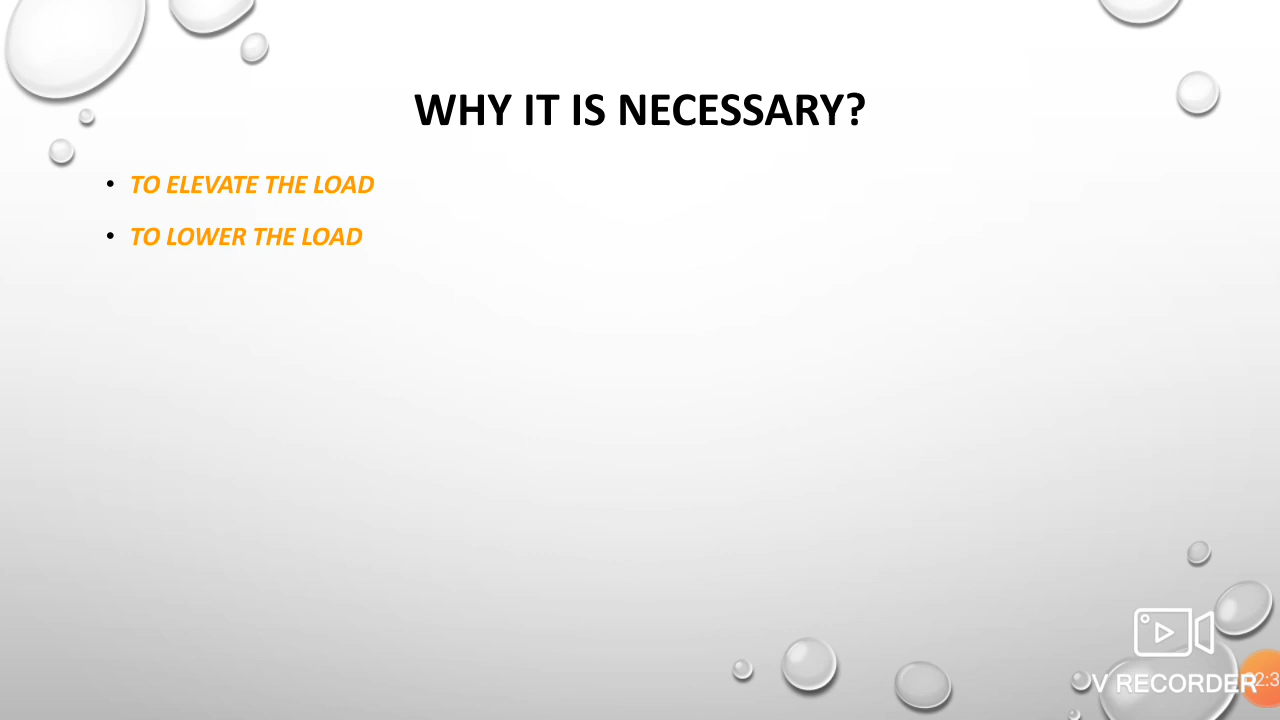 WHY IT IS NECESSARY?
• TO ELEVATE THE LOAD
• TO LOWER THE LOAD
V RECORDER